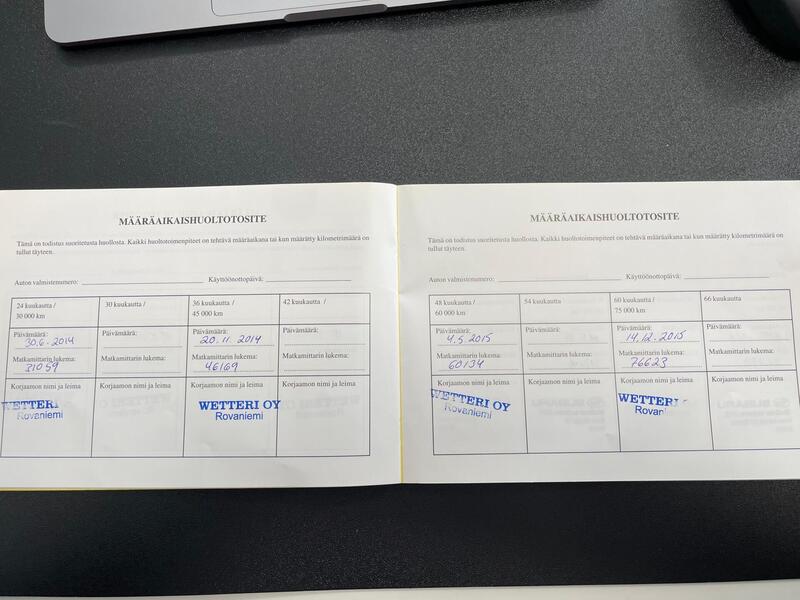 MÄÄRÄAIKAISHUOLTOTOSITE
Tämä on todistus suoritetusta huollosta. Kaikki huoltotoimenpiteet on tehtävä määräaikana tai kun määrätty kilometrimäärä on
tullut täyteen.
Auton valmistenumero: Käyttöönottopäivä:
24 kuukautta / 30 kuukautta / 36 kuukautta / 42 kuukautta /
30 000 km 45 000 km
Päivämäärä: Päivämäärä: Päivämäärä: Päivämäärä:
30.6.2014 20.11.2014
Matkamittarin lukema: Matkamittarin lukema: Matkamittarin lukema: Matkamittarin lukema:
31059 46169
Korjaamon nimi ja leima Korjaamon nimi ja leima Korjaamon nimi ja leima Korjaamon nimi ja leima
WETTERI WETTERI OY
Rovaniemi Rovaniemi
MÄÄRÄAIKAISHUOLTOTOSITE
Tämä on todistus suoritetusta huollosta. Kaikki huoltotoimenpiteet on tehtävä määräaikana tai kun määrätty kilometrimäärä on
tullut täyteen.
Auton valmistenumero: Käyttöönottopäivä:
48 kuukautta / 54 kuukautta 60 kuukautta / 66 kuukautta
60 000 km 75 000 km
Päivämäärä: Päivämäärä: Päivämäärä: Päivämäärä:
4.5.2015 14.12.2015
Matkamittarin lukema: Matkamittarin lukema: Matkamittarin lukema: Matkamittarin lukema:
60134 76623
Korjaamon nimi ja leima Korjaamon nimi ja leima Korjaamon nimi ja leima Korjaamon nimi ja leima
WETTERI OY WETTERI
Rovaniemi Rovani